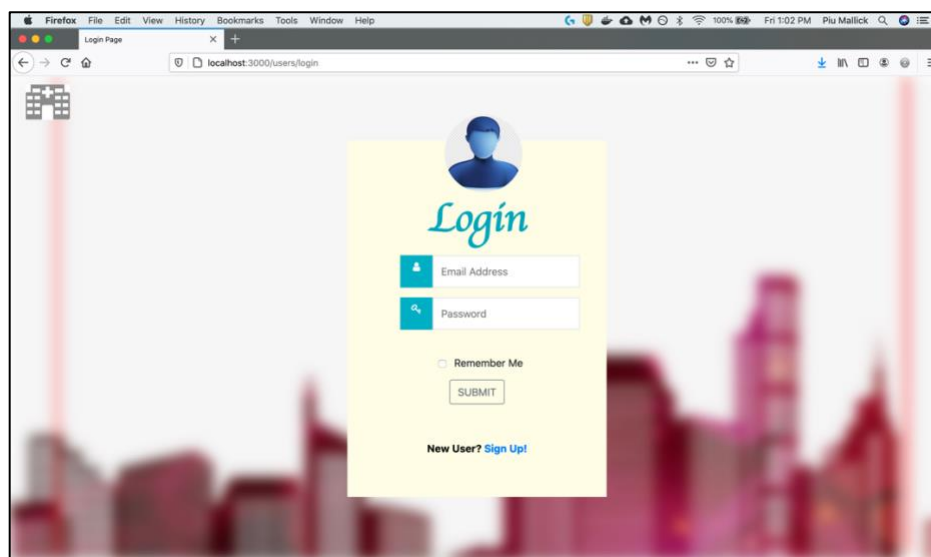 Firefox File Edit View History Bookmarks Tools Window Help 100% Fri 1:02 PM Piu Mallick
Login Page
localhost:3000/users/login
Login
Email Address
Password
Remember Me
SUBMIT
New User? Sign Up!